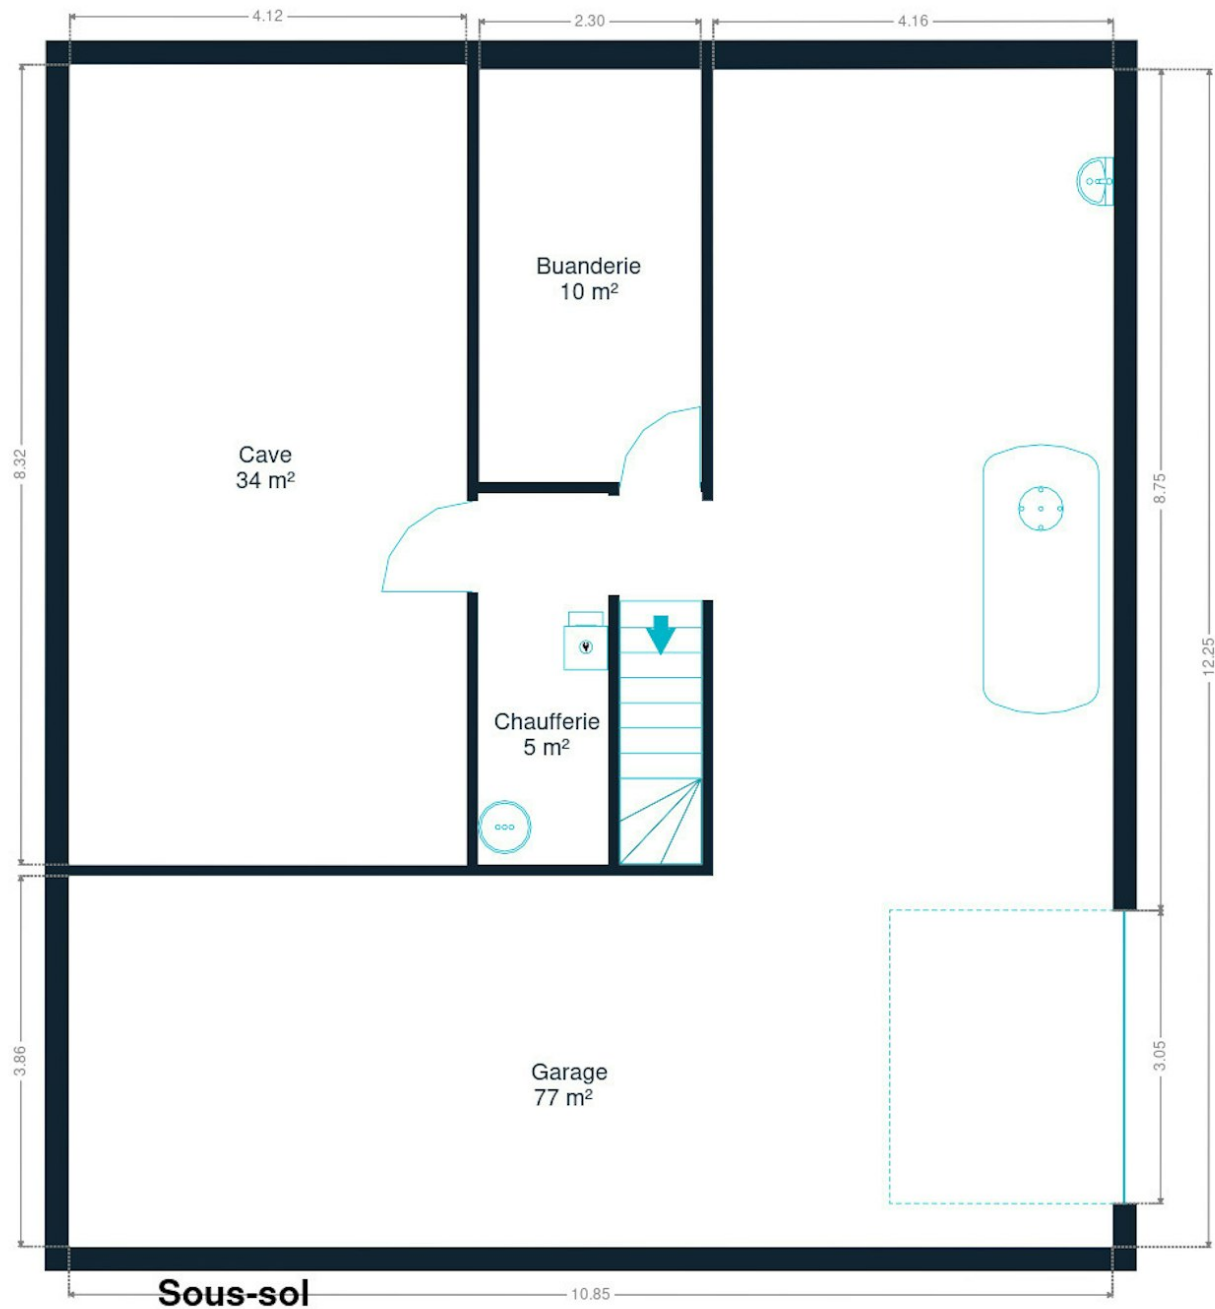 4.12
2.30
4.16
Buanderie
10 m²
Cave
34 m²
8.32
8.75
12.25
Chaufferie
5 m²
3.86
3.05
Garage
77 m²
Sous-sol
10.85